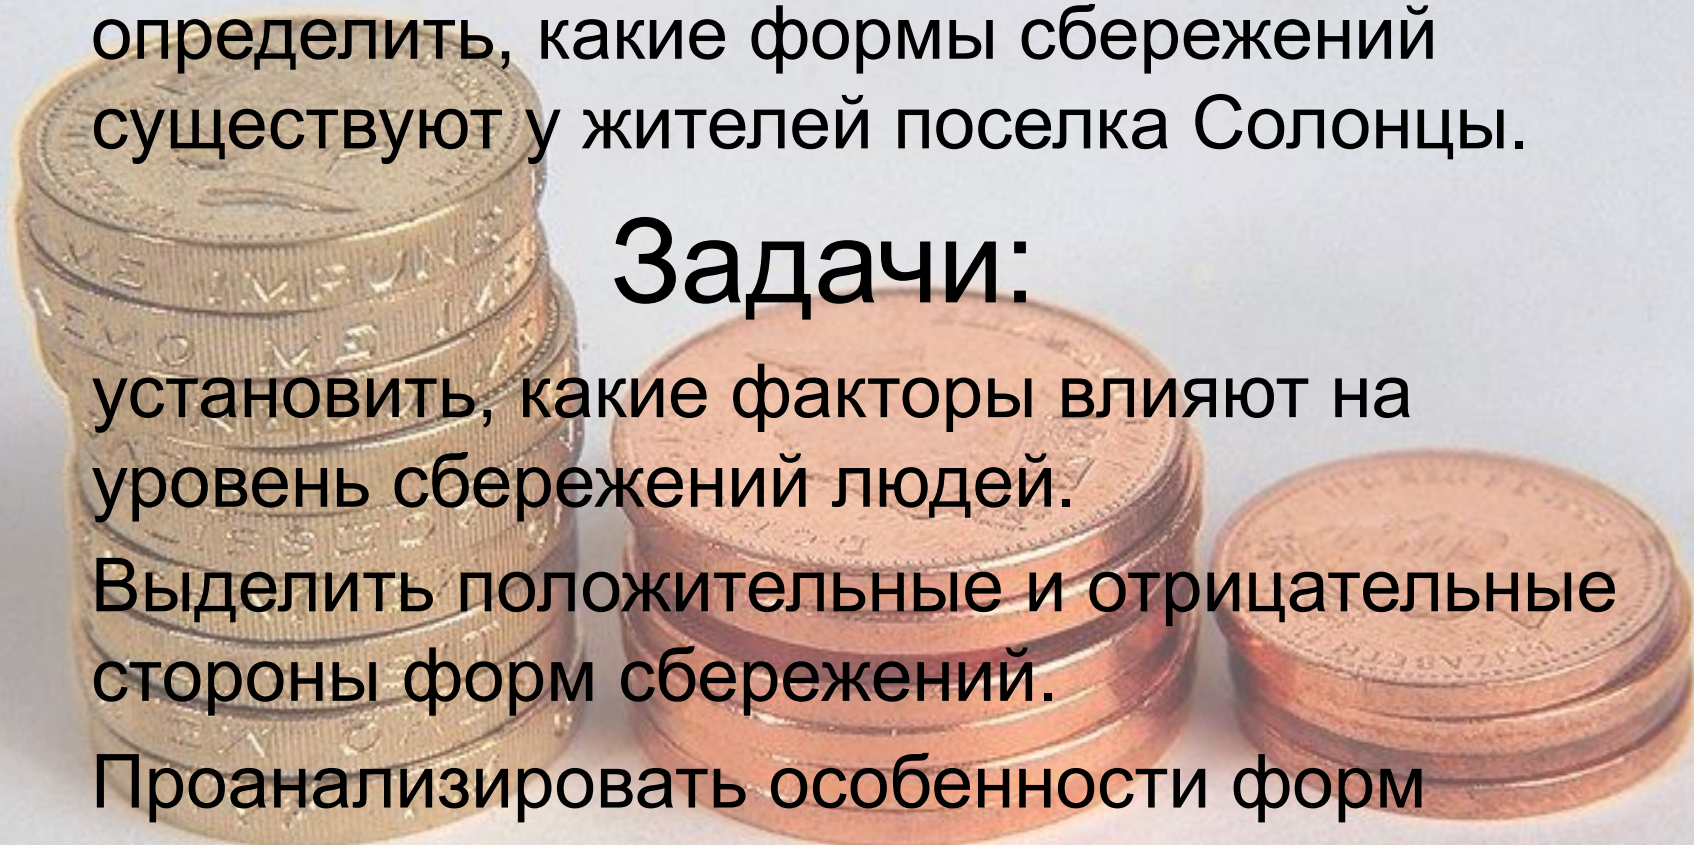 определить, какие формы сбережений
существуют у жителей поселка Солонцы.
Задачи:
установить, какие факторы влияют на
уровень сбережений людей.
Выделить положительные и отрицательные
стороны форм сбережений.
Проанализировать особенности форм